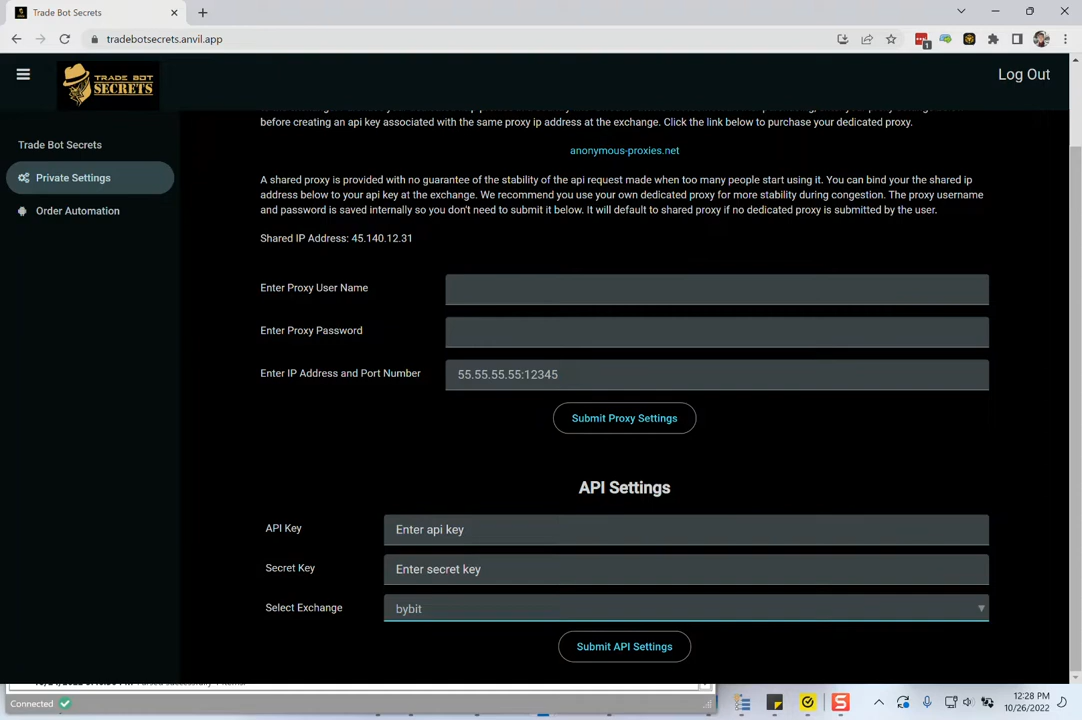 Trade Bot Secrets
tradebotsecrets.anvil.app
1
TRADE BOT
SECRETS
Log Out
Trade Bot Secrets
Private Settings
Order Automation
before creating an api key associated with the same proxy ip address at the exchange. Click the link below to purchase your dedicated proxy.
anonymous-proxies.net
A shared proxy is provided with no guarantee of the stability of the api request made when too many people start using it. You can bind your the shared ip
address below to your api key at the exchange. We recommend you use your own dedicated proxy for more stability during congestion. The proxy username
and password is saved internally so you don't need to submit it below. It will default to shared proxy if no dedicated proxy is submitted by the user.
Shared IP Address: 45.140.12.31
Enter Proxy User Name
Enter Proxy Password
Enter IP Address and Port Number
55.55.55.55:12345
Submit Proxy Settings
API Settings
API Key
Enter api key
Secret Key
Enter secret key
Select Exchange
bybit
Submit API Settings
Connected
12:28 PM
10/26/2022